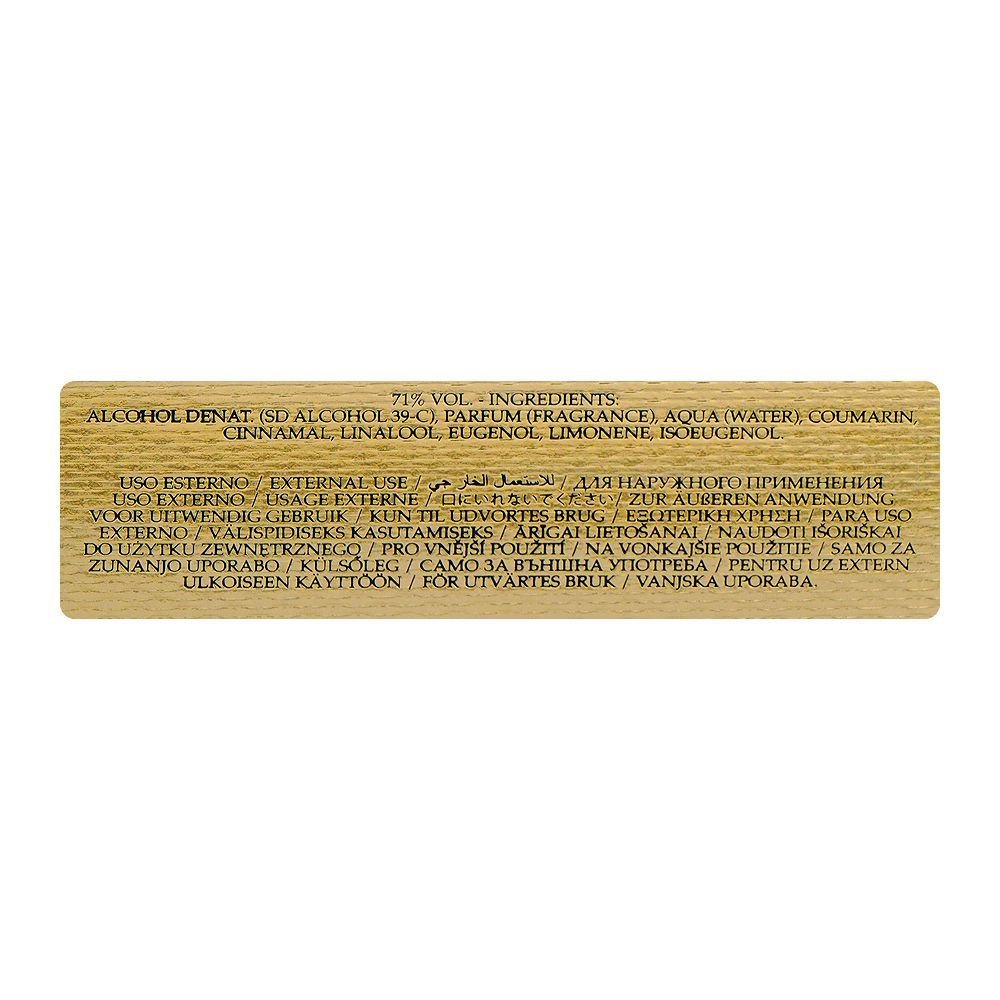 71% VOL. - INGREDIENTS:
ALCOHOL DENAT. (SD ALCOHOL 39-C), PARFUM (FRAGRANCE), AQUA (WATER), COUMARIN,
CINNAMAL, LINALOOL, EUGENOL, LIMONENE, ISOEUGENOL.
USO ESTERNO / EXTERNAL USE / للاستعمال الخار جي / ДЛЯ НАРУЖНОГО ПРИМЕНЕНИЯ
USO EXTERNO / USAGE EXTERNE / 口にいれないでください / ZUR ÄUßEREN ANWENDUNG
VOOR UITWENDIG GEBRUIK / KUN TIL UDVORTES BRUG / ΕΞΩΤΕΡΙΚΗ ΧΡΗΣΗ / PARA USO
EXTERNO / VÄLISPIDISEKS KASUTAMISEKS / ĀRĪGAI LIETOŠANAI / NAUDOTI IŠORIŠKAI
DO UŻYTKU ZEWNĘTRZNEGO / PRO VNĚJŠÍ POUŽITÍ / NA VONKAJŠIE POUŽITIE / SAMO ZA
ZUNANJO UPORABO / KÜLSŐLEG / САМО ЗА ВЪНШНА УПОТРЕБА / PENTRU UZ EXTERN
ULKOISEEN KÄYTTÖÖN / FÖR UTVÄRTES BRUK / VANJSKA UPORABA.